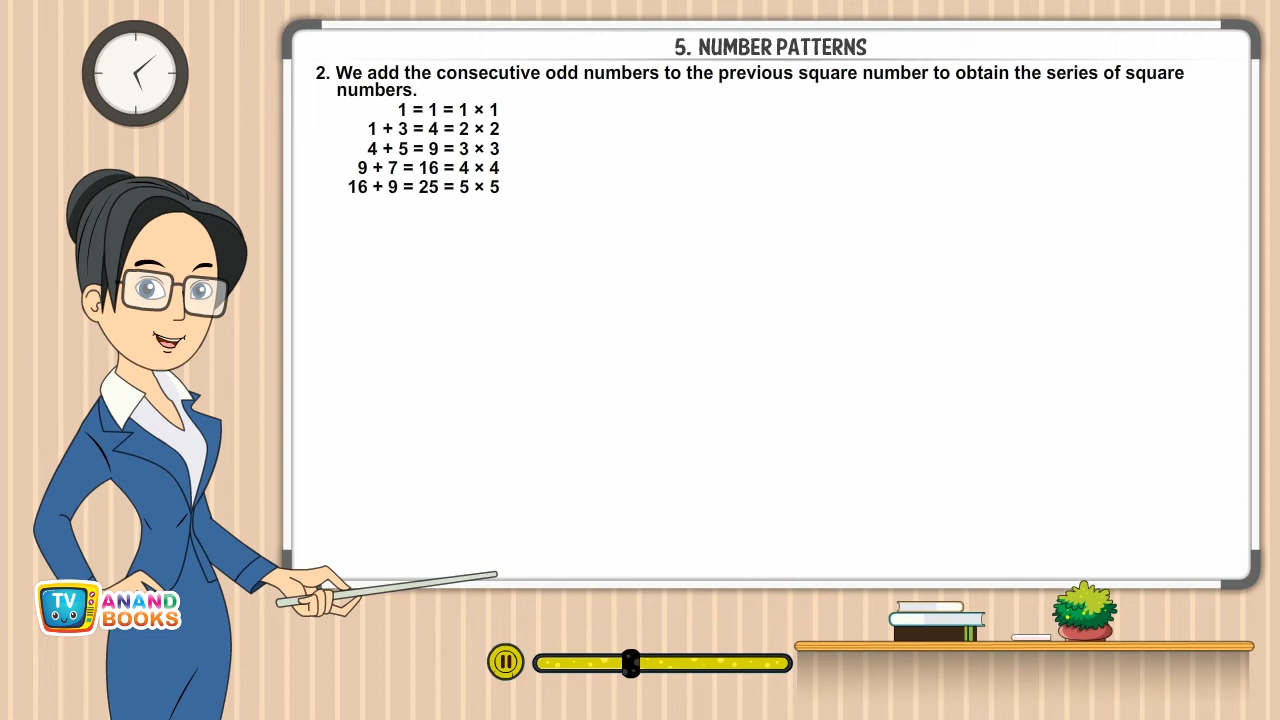 5. NUMBER PATTERNS
2. We add the consecutive odd numbers to the previous square number to obtain the series of square
numbers.
1 = 1 = 1 × 1
1 + 3 = 4 = 2 × 2
4 + 5 = 9 = 3 × 3
9 + 7 = 16 = 4 × 4
16 + 9 = 25 = 5 × 5
TV
ANAND
BOOKS